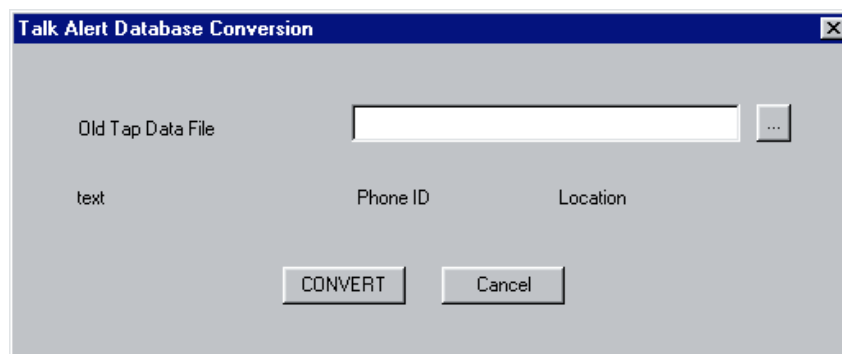 Talk Alert Database Conversion
Old Tap Data File ...
text Phone ID Location
CONVERT Cancel